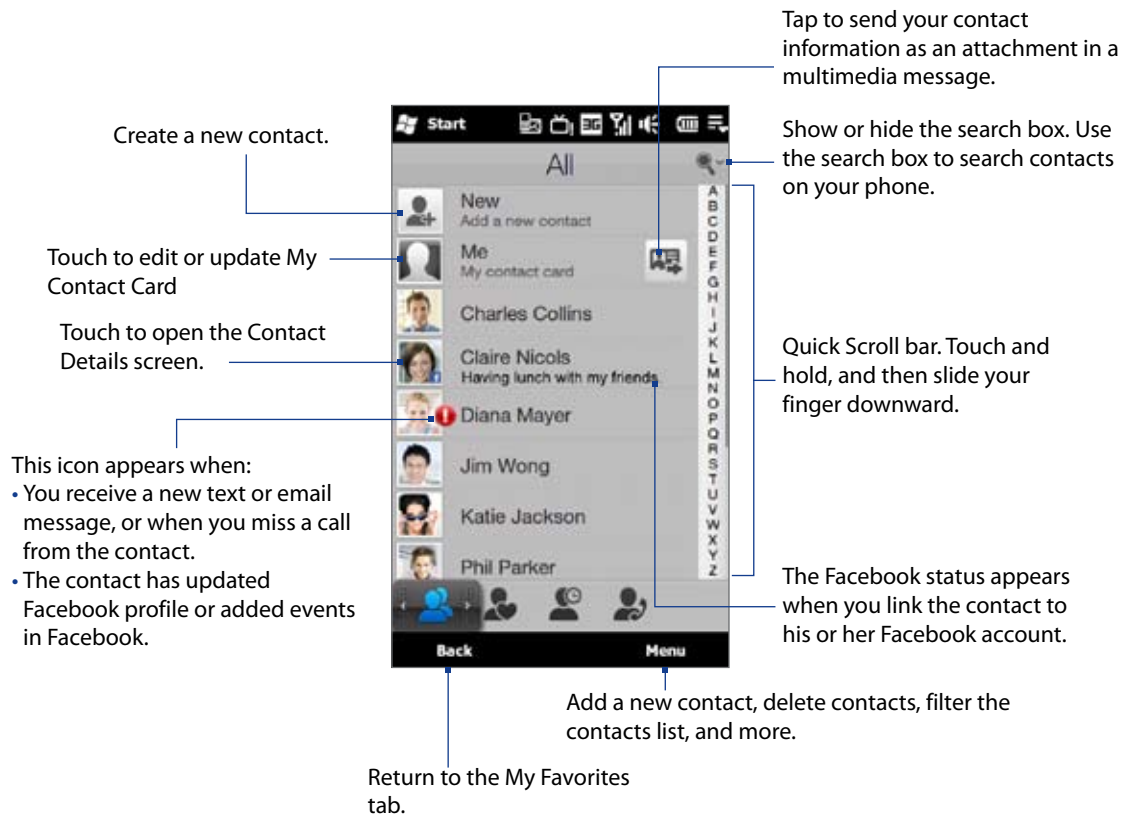 Tap to send your contact
information as an attachment in a
multimedia message.
Create a new contact.
Show or hide the search box. Use
the search box to search contacts
on your phone.
Touch to edit or update My
Contact Card
Touch to open the Contact
Details screen.
Quick Scroll bar. Touch and
hold, and then slide your
finger downward.
This icon appears when:
• You receive a new text or email
message, or when you miss a call
from the contact.
• The contact has updated
Facebook profile or added events
in Facebook.
The Facebook status appears
when you link the contact to
his or her Facebook account.
Add a new contact, delete contacts, filter the
contacts list, and more.
Return to the My Favorites
tab.
Start
3G
All
New
Add a new contact
Me
My contact card
Charles Collins
Claire Nicols
Having lunch with my friends
Diana Mayer
Jim Wong
Katie Jackson
Phil Parker
A
B
C
D
E
F
G
H
I
J
K
L
M
N
O
P
Q
R
S
T
U
V
W
X
Y
Z
Back
Menu